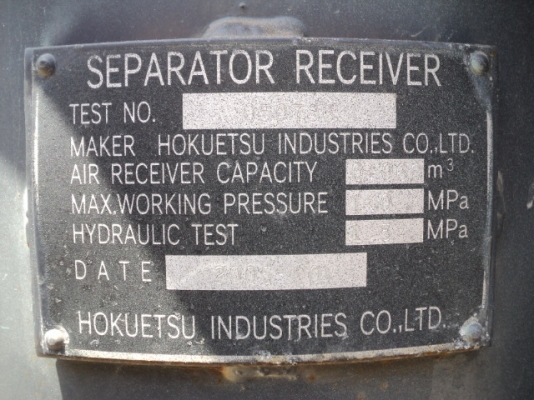 SEPARATOR RECEIVER
TEST NO.
MAKER HOKUETSU INDUSTRIES CO.,LTD.
AIR RECEIVER CAPACITY m³
MAX.WORKING PRESSURE MPa
HYDRAULIC TEST MPa
DATE
HOKUETSU INDUSTRIES CO.,LTD.